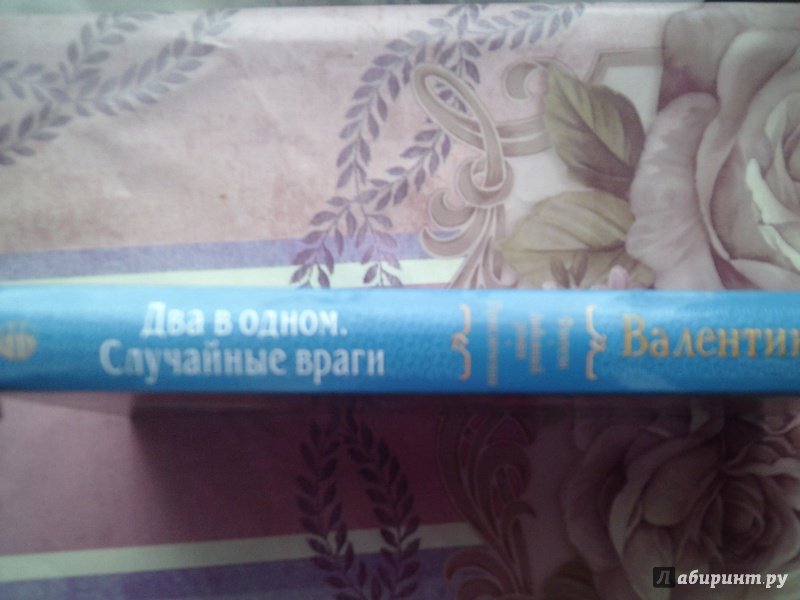 Два в одном.
Случайные враги
Валентин
Лабиринт.ру